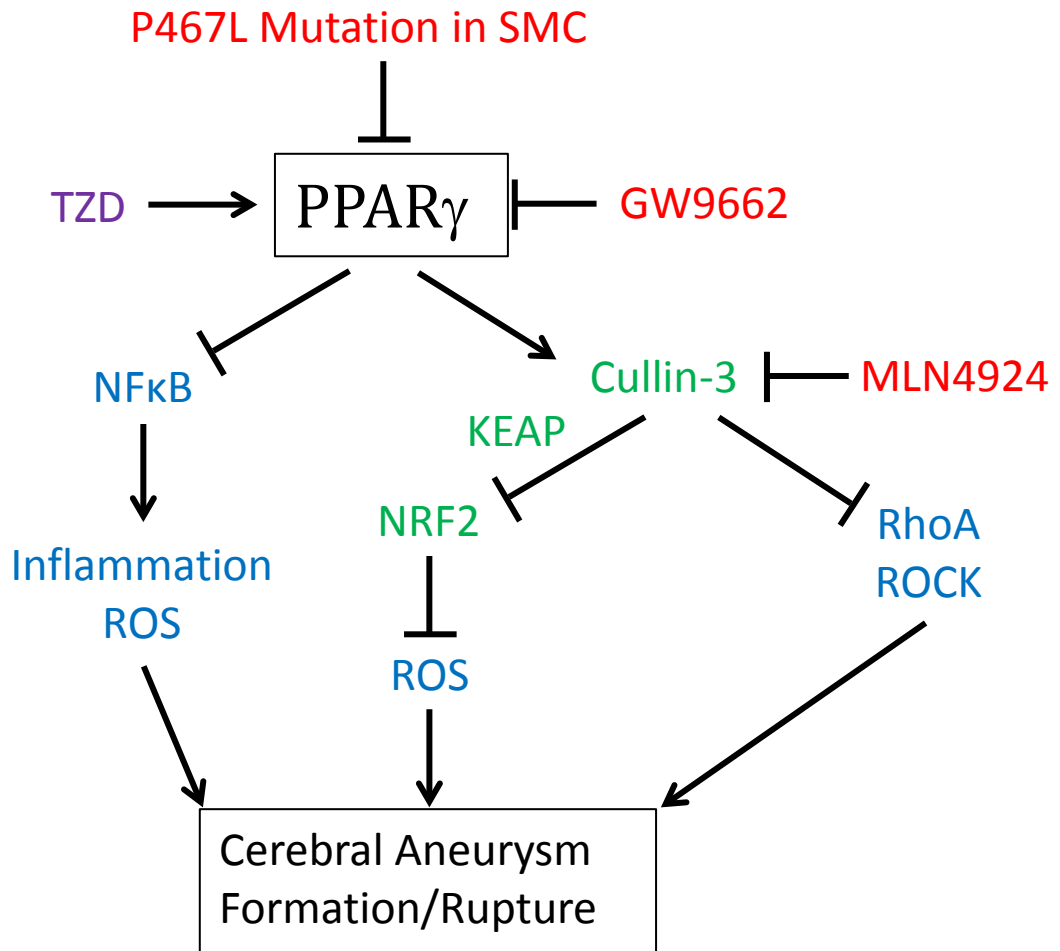 P467L Mutation in SMC
TZD
PPARγ
GW9662
NFκB
Cullin-3
MLN4924
KEAP
NRF2
RhoA
ROCK
Inflammation
ROS
ROS
Cerebral Aneurysm
Formation/Rupture